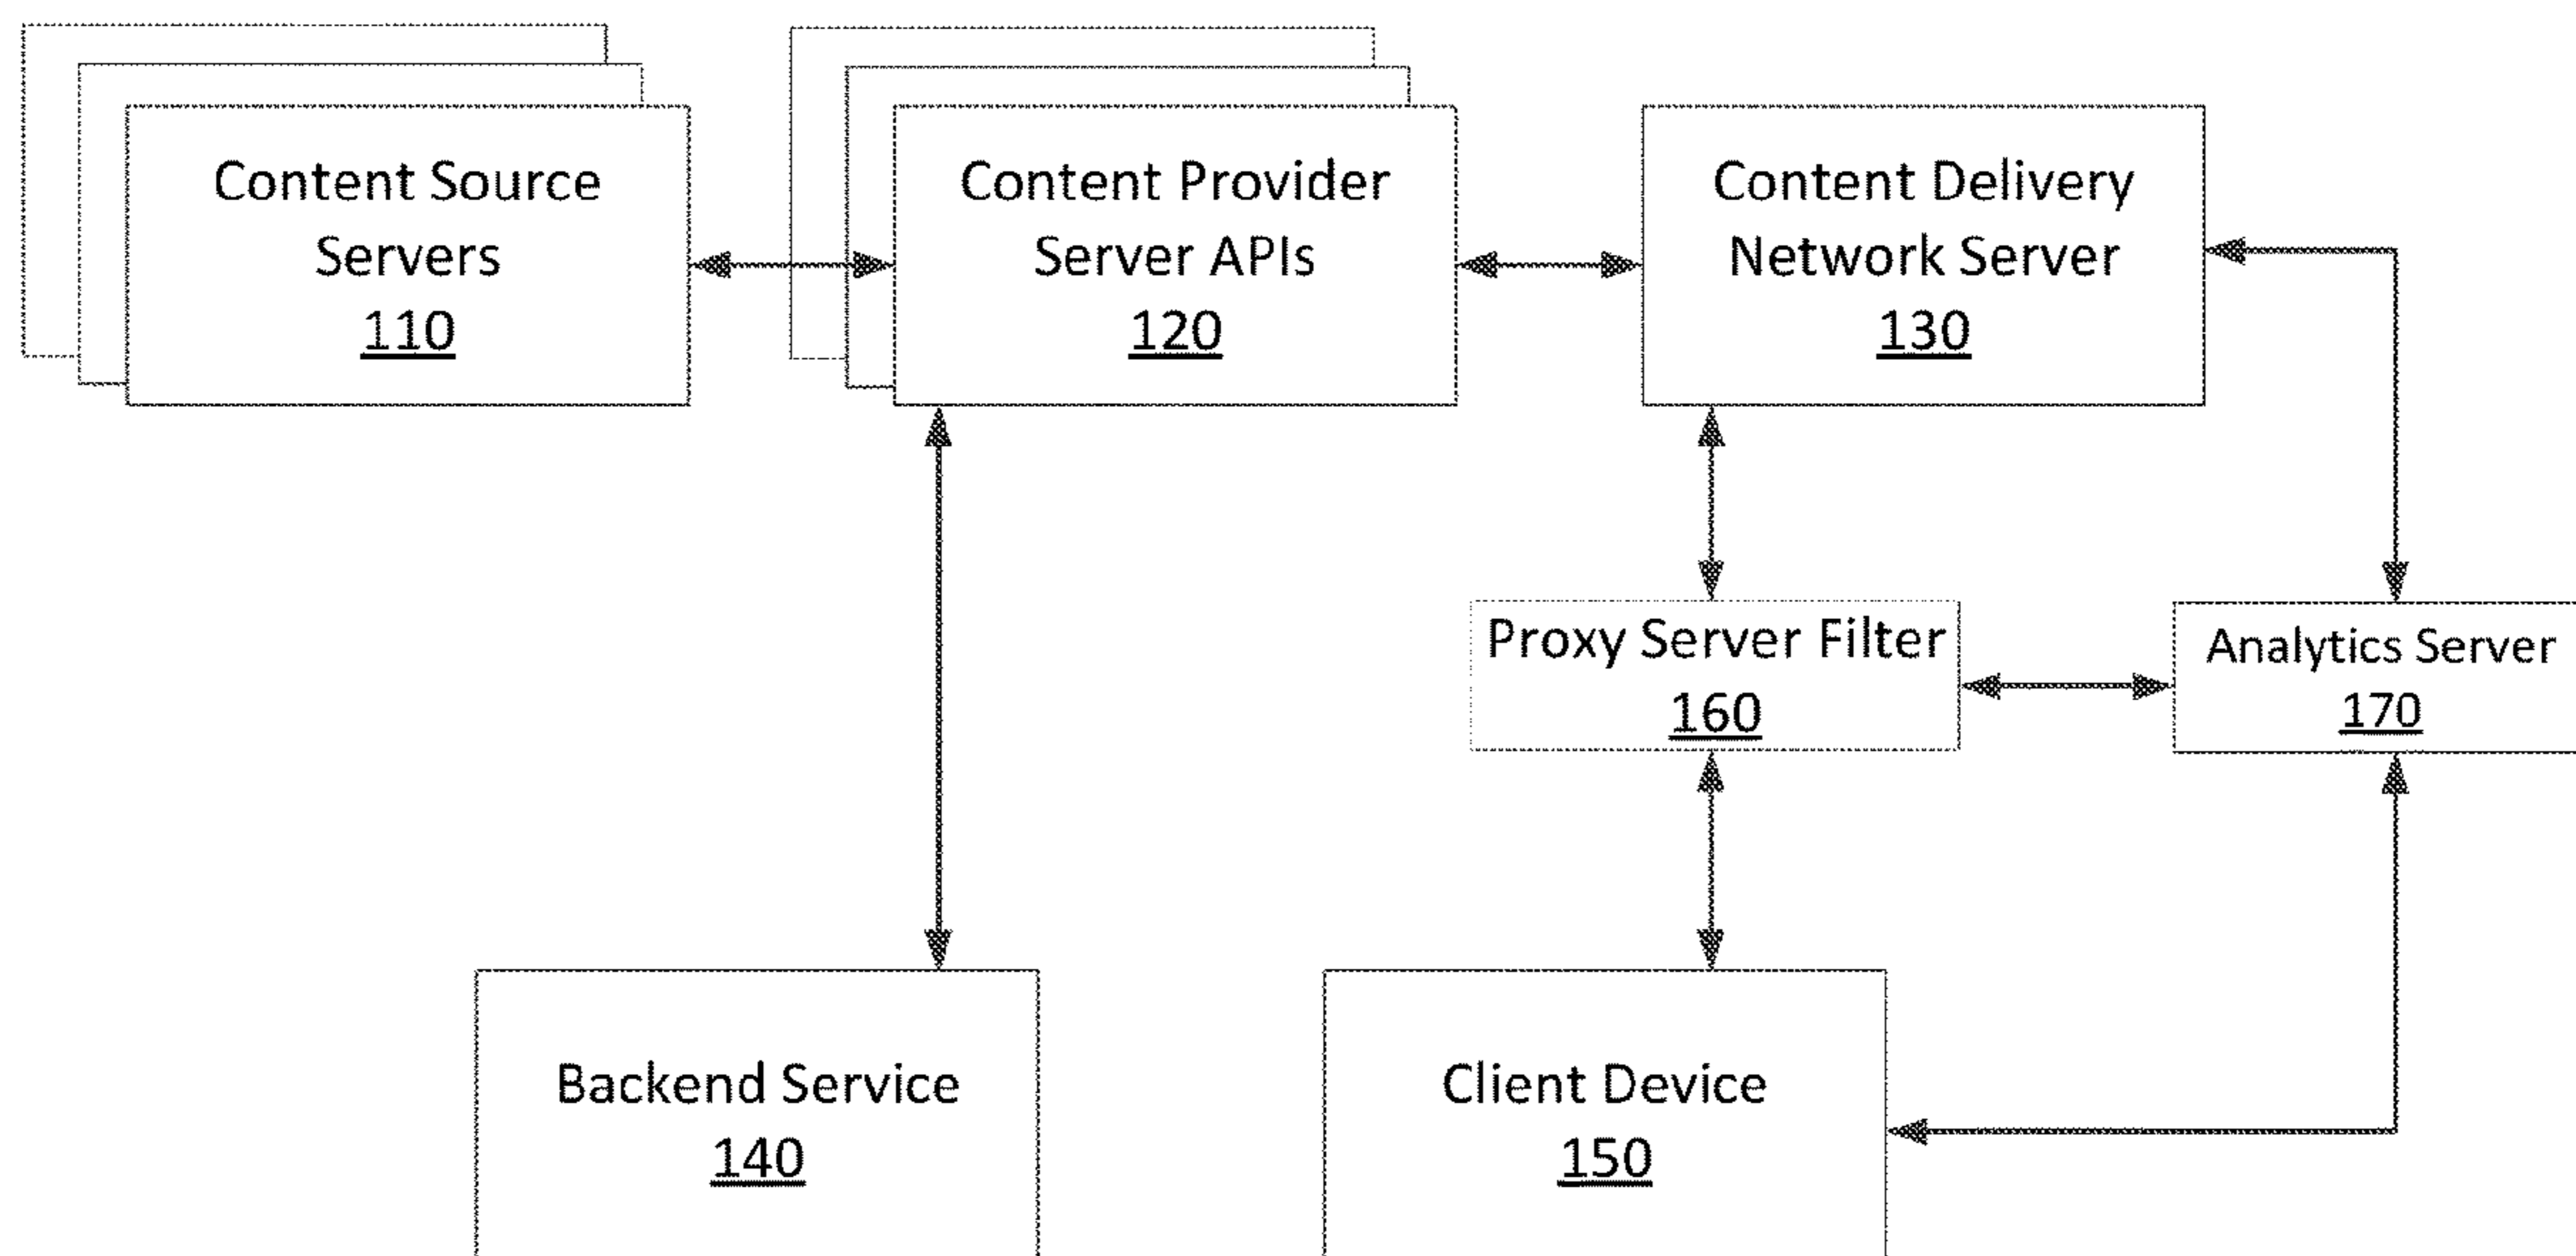 Content Source
Servers
110
Content Provider
Server APIs
120
Content Delivery
Network Server
130
Proxy Server Filter
160
Analytics Server
170
Backend Service
140
Client Device
150